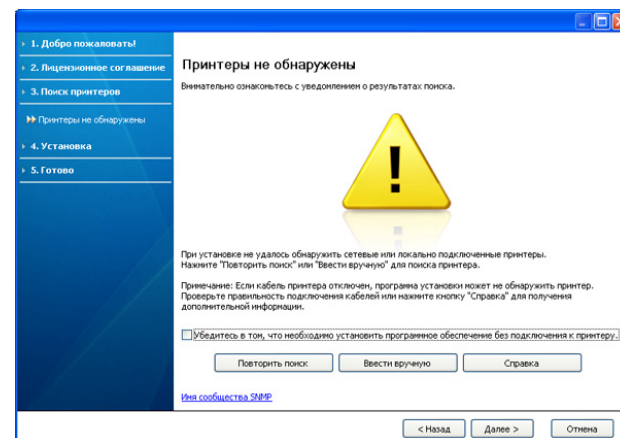 1. Добро пожаловать!
2. Лицензионное соглашение
3. Поиск принтеров
Принтеры не обнаружены
4. Установка
5. Готово
Принтеры не обнаружены
Внимательно ознакомьтесь с уведомлением о результатах поиска.
При установке не удалось обнаружить сетевые или локально подключенные принтеры.
Нажмите "Повторить поиск" или "Ввести вручную" для поиска принтера.
Примечание: Если кабель принтера отключен, программа установки может не обнаружить принтер.
Проверьте правильность подключения кабелей или нажмите кнопку "Справка" для получения
дополнительной информации.
Убедитесь в том, что необходимо установить программное обеспечение без подключения к принтеру.
Повторить поиск
Ввести вручную
Справка
Имя сообщества SNMP
< Назад
Далее >
Отмена